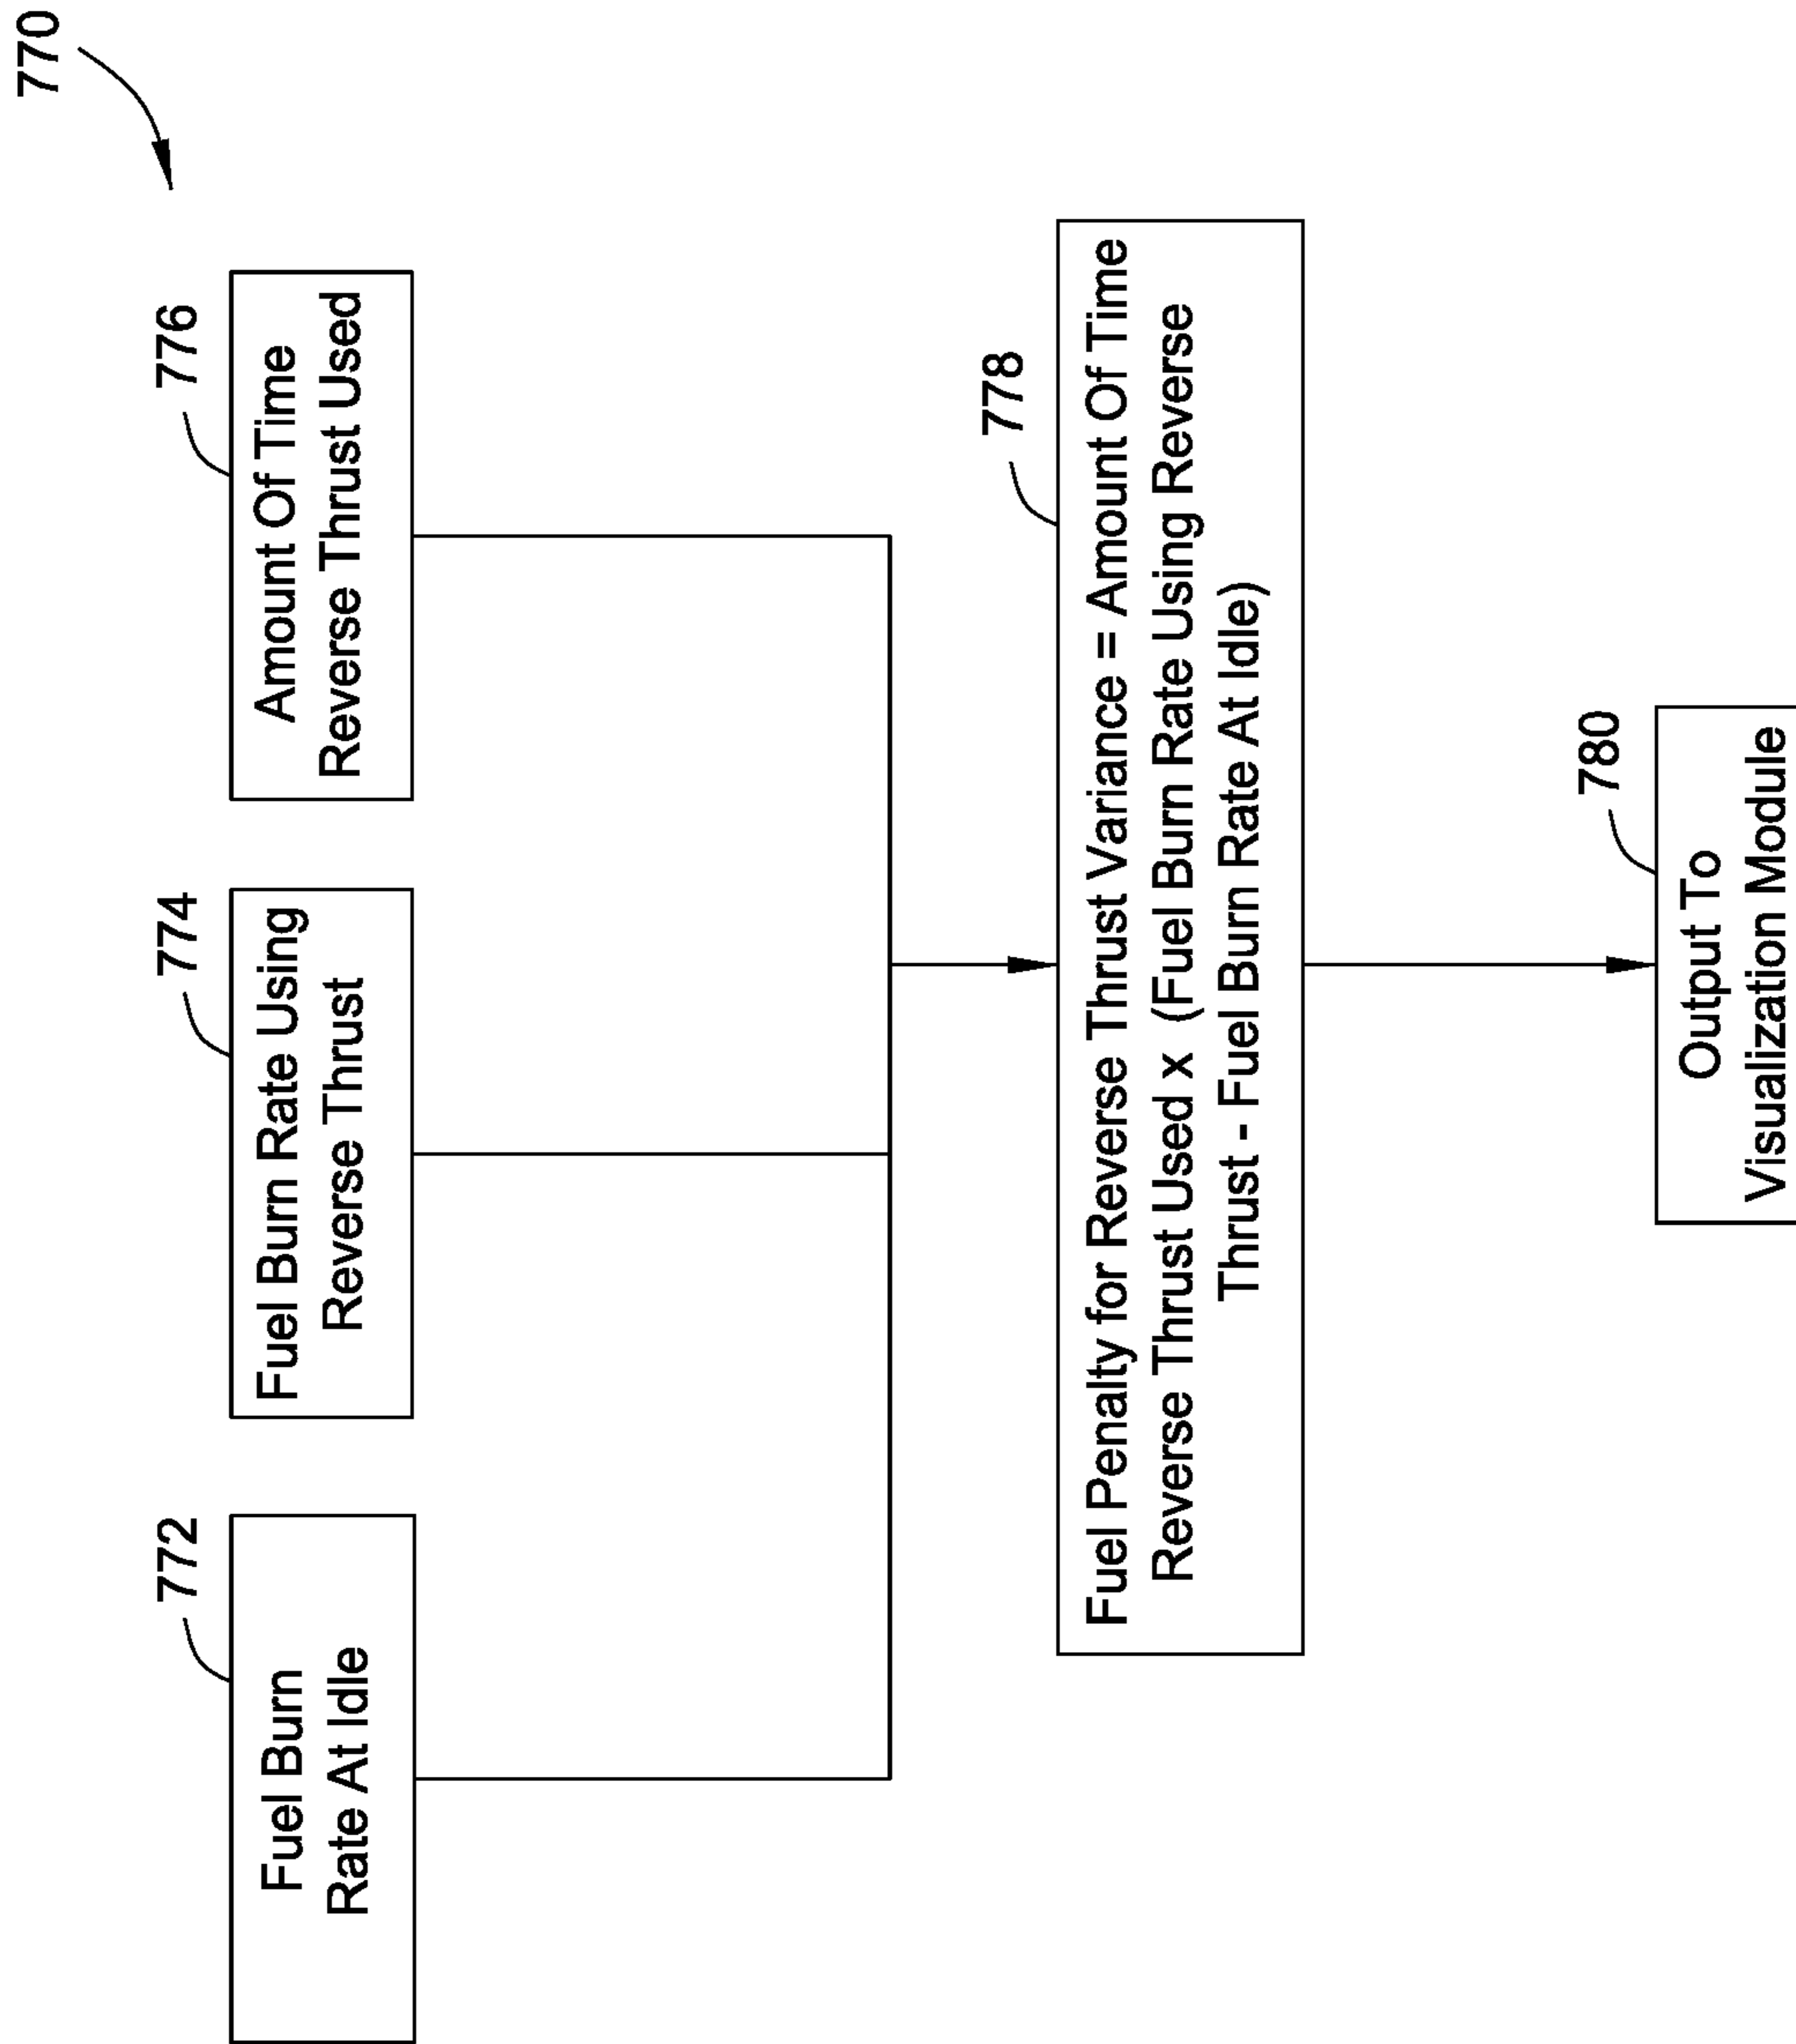 770
772
Fuel Burn
Rate At Idle
774
Fuel Burn Rate Using
Reverse Thrust
776
Amount Of Time
Reverse Thrust Used
778
Fuel Penalty for Reverse Thrust Variance = Amount Of Time
Reverse Thrust Used x (Fuel Burn Rate Using Reverse
Thrust - Fuel Burn Rate At Idle)
780
Output To
Visualization Module